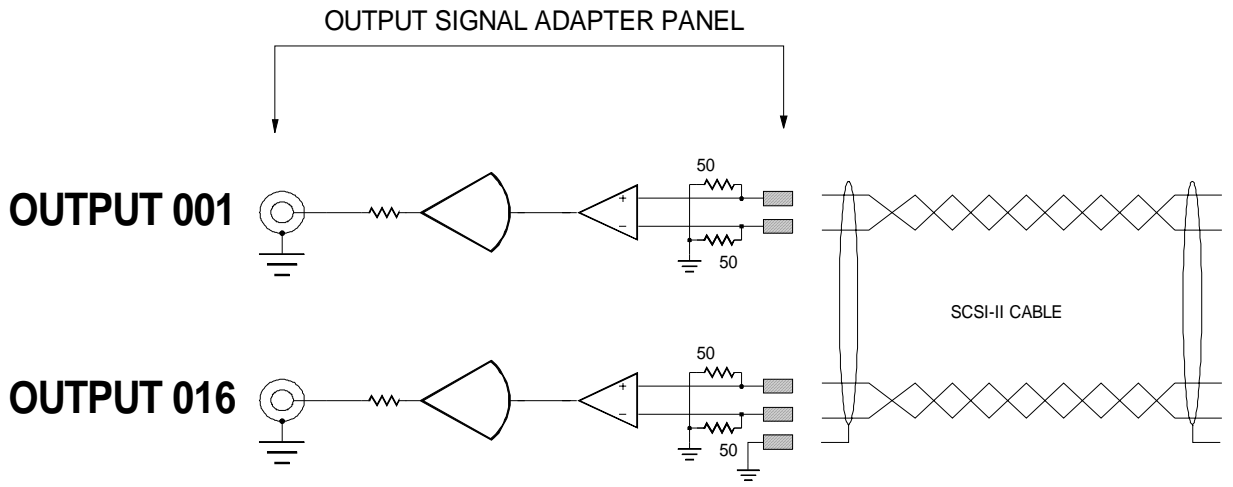 OUTPUT SIGNAL ADAPTER PANEL
50
OUTPUT 001
+
−
50
SCSI-II CABLE
50
OUTPUT 016
+
−
50